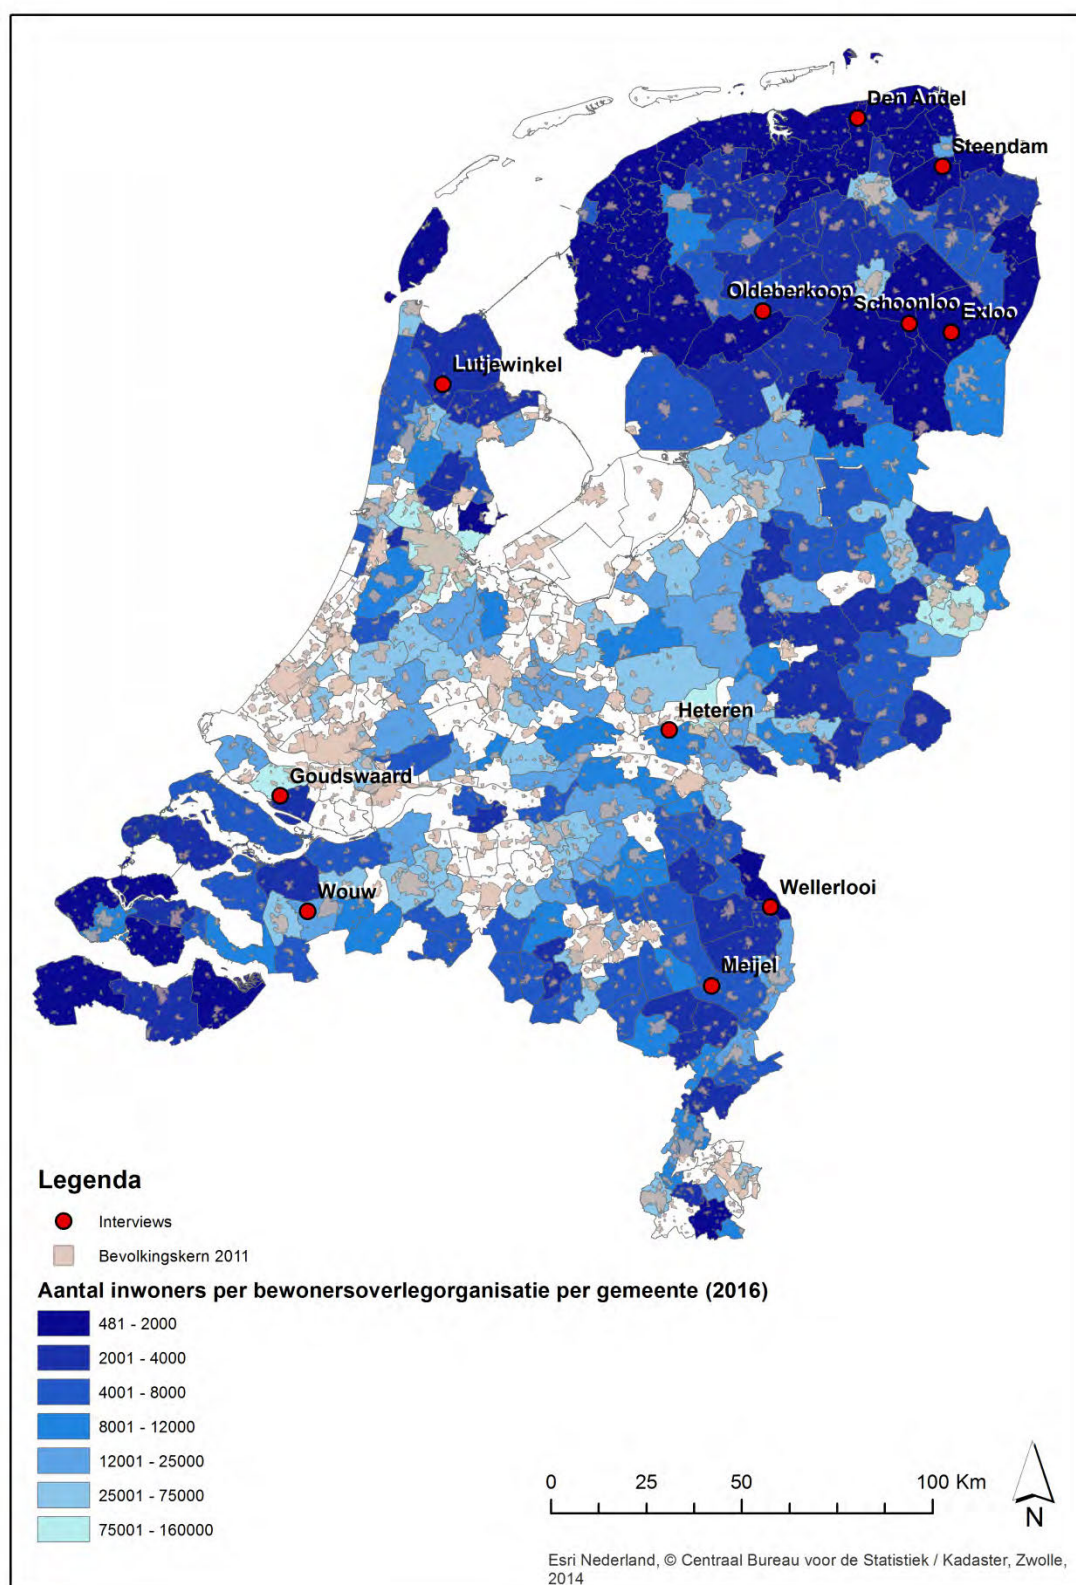 Den Andel
Steendam
Oldeberkoop
Schoonloo
Exloo
Lutjewinkel
Heteren
Goudswaard
Wouw
Wellerlooi
Meijel
Legenda
Interviews
Bevolkingskern 2011
Aantal inwoners per bewonersoverlegorganisatie per gemeente (2016)
481 - 2000
2001 - 4000
4001 - 8000
8001 - 12000
12001 - 25000
25001 - 75000
75001 - 160000
0 25 50 100 Km
N
Esri Nederland, © Centraal Bureau voor de Statistiek / Kadaster, Zwolle,
2014